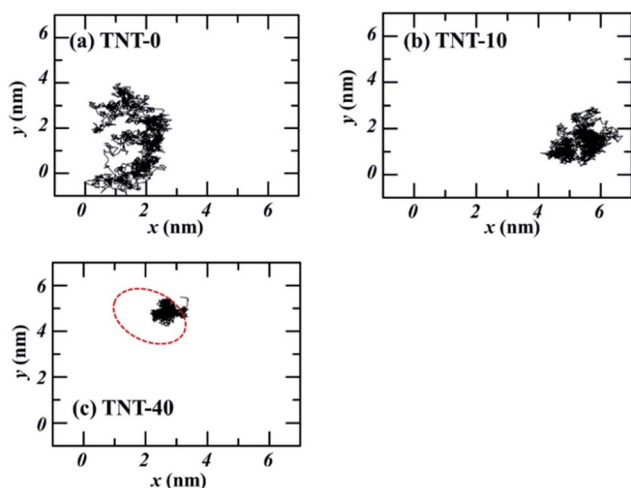 (a) TNT-0
y (nm)
6
4
2
0
0 2 4 6
x (nm)
(b) TNT-10
y (nm)
6
4
2
0
0 2 4 6
x (nm)
(c) TNT-40
y (nm)
6
4
2
0
0 2 4 6
x (nm)